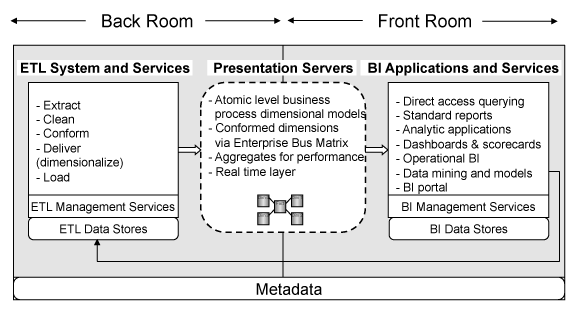 Back Room
Front Room
ETL System and Services
- Extract
- Clean
- Conform
- Deliver
(dimensionalize)
- Load
ETL Management Services
ETL Data Stores
Presentation Servers
- Atomic level business
process dimensional models
- Conformed dimensions
via Enterprise Bus Matrix
- Aggregates for performance
- Real time layer
BI Applications and Services
- Direct access querying
- Standard reports
- Analytic applications
- Dashboards & scorecards
- Operational BI
- Data mining and models
- BI portal
BI Management Services
BI Data Stores
Metadata